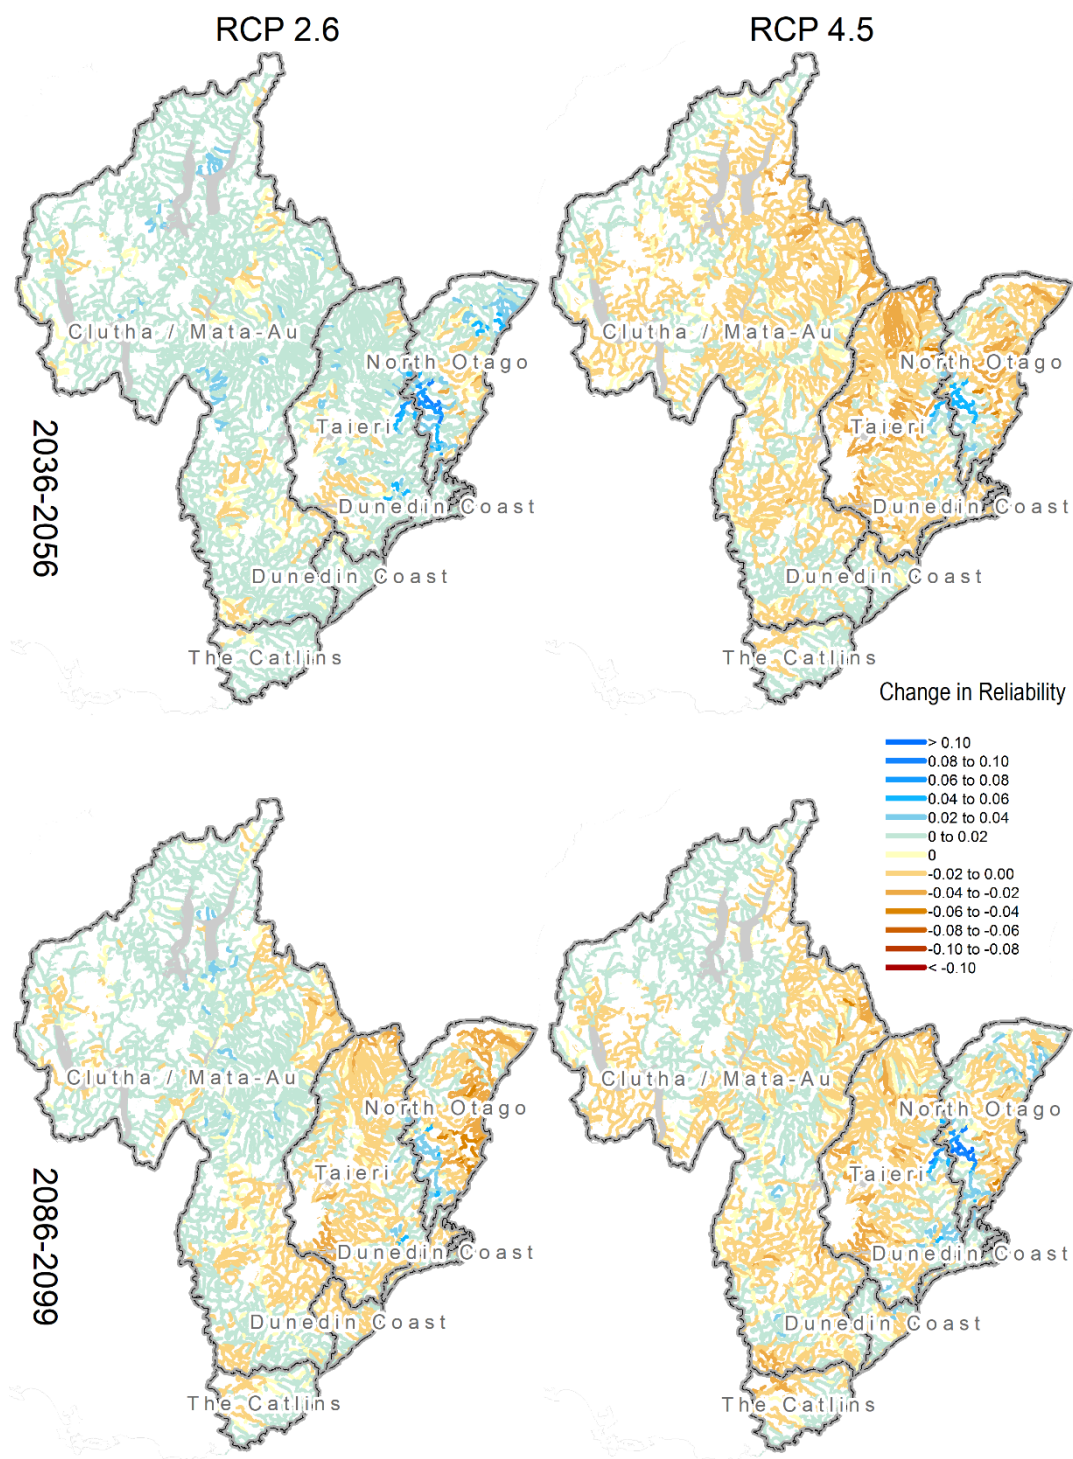 RCP 2.6
RCP 4.5
2036-2056
Clutha / Mata-Au
North Otago
Taieri
Dunedin Coast
Dunedin Coast
The Catlins
Clutha / Mata-Au
North Otago
Taieri
Dunedin Coast
Dunedin Coast
The Catlins
Change in Reliability
> 0.10
0.08 to 0.10
0.06 to 0.08
0.04 to 0.06
0.02 to 0.04
0 to 0.02
0
-0.02 to 0.00
-0.04 to -0.02
-0.06 to -0.04
-0.08 to -0.06
-0.10 to -0.08
< -0.10
2086-2099
Clutha / Mata-Au
North Otago
Taieri
Dunedin Coast
Dunedin Coast
The Catlins
Clutha / Mata-Au
North Otago
Taieri
Dunedin Coast
Dunedin Coast
The Catlins